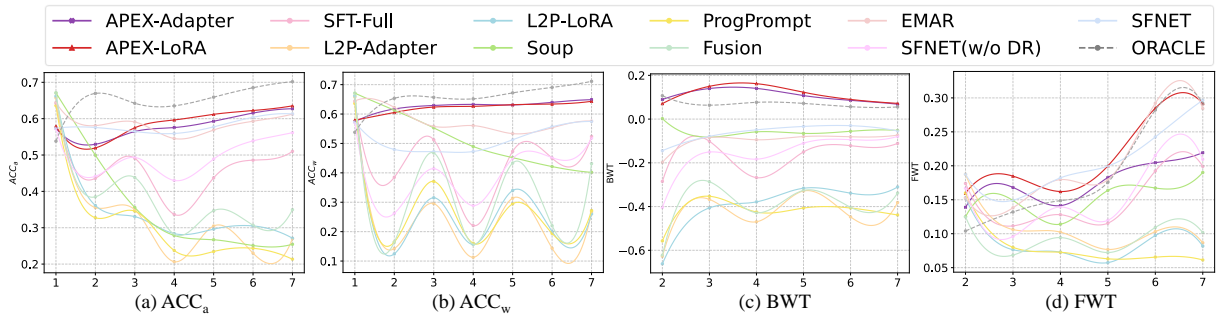 APEX-Adapter SFT-Full L2P-LoRA ProgPrompt EMAR SFNET
APEX-LoRA L2P-Adapter Soup Fusion SFNET(w/o DR) ORACLE
0.7
0.6
0.5
0.4
0.3
0.2
ACCₐ
1 2 3 4 5 6 7
(a) ACCₐ
0.7
0.6
0.5
0.4
0.3
0.2
0.1
ACC_w
1 2 3 4 5 6 7
(b) ACC_w
0.2
0.0
−0.2
−0.4
−0.6
BWT
2 3 4 5 6 7
(c) BWT
0.30
0.25
0.20
0.15
0.10
0.05
FWT
2 3 4 5 6 7
(d) FWT